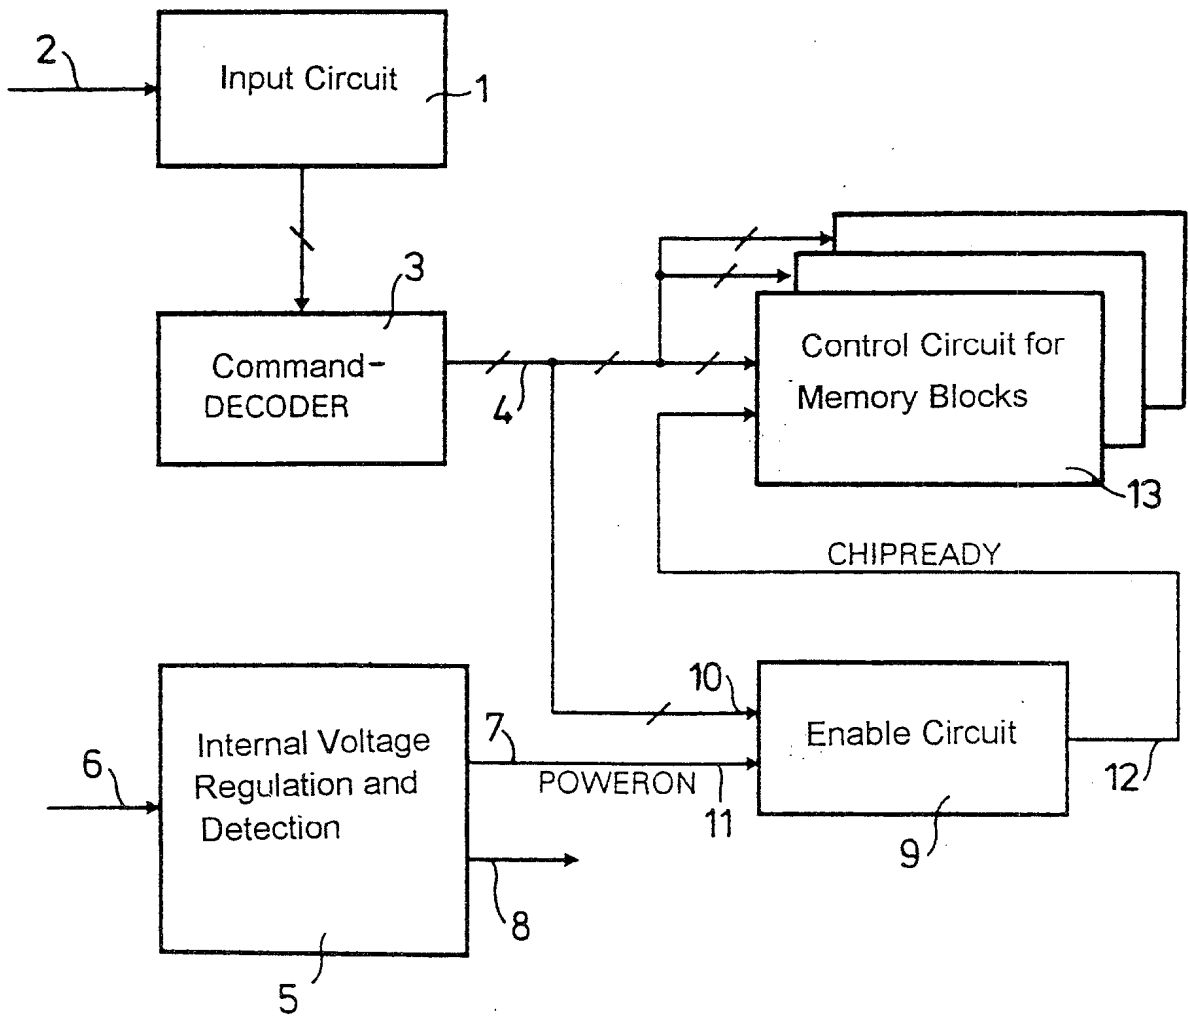 2
Input Circuit
1
3
Command-
DECODER
4
Control Circuit for
Memory Blocks
13
CHIPREADY
10
7
Internal Voltage
Regulation and
Detection
6
POWERON
11
Enable Circuit
12
9
8
5